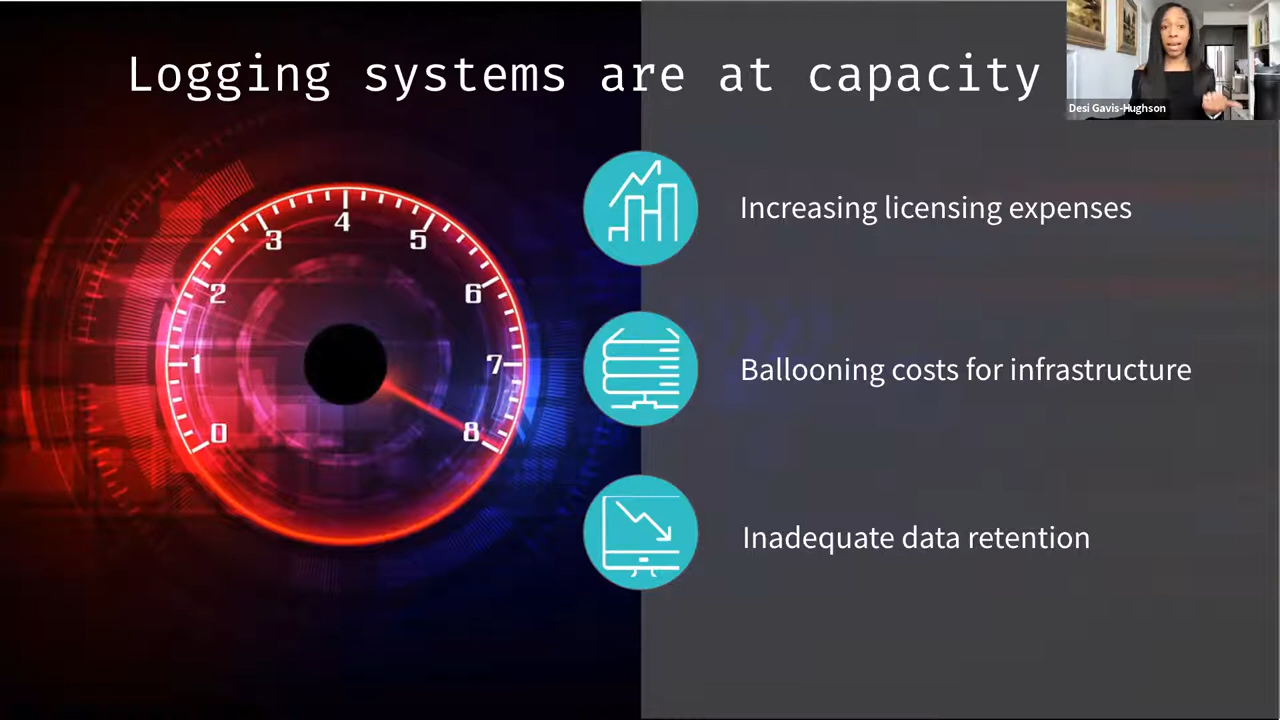 Logging systems are at capacity
Desi Gavis-Hughson
Increasing licensing expenses
Ballooning costs for infrastructure
Inadequate data retention
0
1
2
3
4
5
6
7
8